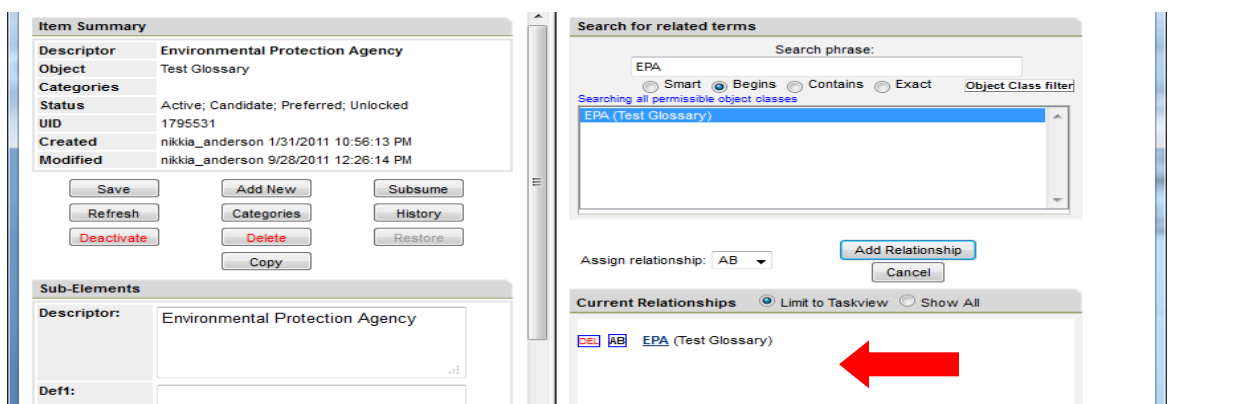 Item Summary
Descriptor Environmental Protection Agency
Object Test Glossary
Categories
Status Active; Candidate; Preferred; Unlocked
UID 1795531
Created nikkia_anderson 1/31/2011 10:56:13 PM
Modified nikkia_anderson 9/28/2011 12:26:14 PM
Save Add New Subsume
Refresh Categories History
Deactivate Delete Restore
Copy
Sub-Elements
Descriptor: Environmental Protection Agency
Def1:
Search for related terms
Search phrase:
EPA
Smart Begins Contains Exact Object Class filter
Searching all permissible object classes
EPA (Test Glossary)
Assign relationship: AB Add Relationship
Cancel
Current Relationships Limit to Taskview Show All
DEL AB EPA (Test Glossary)